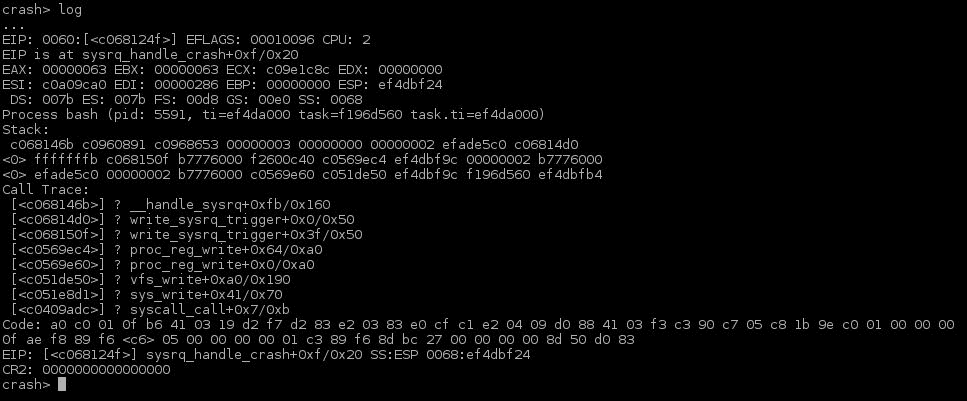 crash> log
...
EIP: 0060:[<c068124f>] EFLAGS: 00010096 CPU: 2
EIP is at sysrq_handle_crash+0xf/0x20
EAX: 00000063 EBX: 00000063 ECX: c09e1c8c EDX: 00000000
ESI: c0a09ca0 EDI: 00000286 EBP: 00000000 ESP: ef4dbf24
 DS: 007b ES: 007b FS: 00d8 GS: 00e0 SS: 0068
Process bash (pid: 5591, ti=ef4da000 task=f196d560 task.ti=ef4da000)
Stack:
 c068146b c0960891 c0968653 00000003 00000000 00000002 efade5c0 c06814d0
<0> fffffffb c068150f b7776000 f2600c40 c0569ec4 ef4dbf9c 00000002 b7776000
<0> efade5c0 00000002 b7776000 c0569e60 c051de50 ef4dbf9c f196d560 ef4dbfb4
Call Trace:
 [<c068146b>] ? __handle_sysrq+0xfb/0x160
 [<c06814d0>] ? write_sysrq_trigger+0x0/0x50
 [<c068150f>] ? write_sysrq_trigger+0x3f/0x50
 [<c0569ec4>] ? proc_reg_write+0x64/0xa0
 [<c0569e60>] ? proc_reg_write+0x0/0xa0
 [<c051de50>] ? vfs_write+0xa0/0x190
 [<c051e8d1>] ? sys_write+0x41/0x70
 [<c0409adc>] ? syscall_call+0x7/0xb
Code: a0 c0 01 0f b6 41 03 19 d2 f7 d2 83 e2 03 83 e0 cf c1 e2 04 09 d0 88 41 03 f3 c3 90 c7 05 c8 1b 9e c0 01 00 00 00
0f ae f8 89 f6 <c6> 05 00 00 00 00 01 c3 89 f6 8d bc 27 00 00 00 00 8d 50 d0 83
EIP: [<c068124f>] sysrq_handle_crash+0xf/0x20 SS:ESP 0068:ef4dbf24
CR2: 0000000000000000
crash>